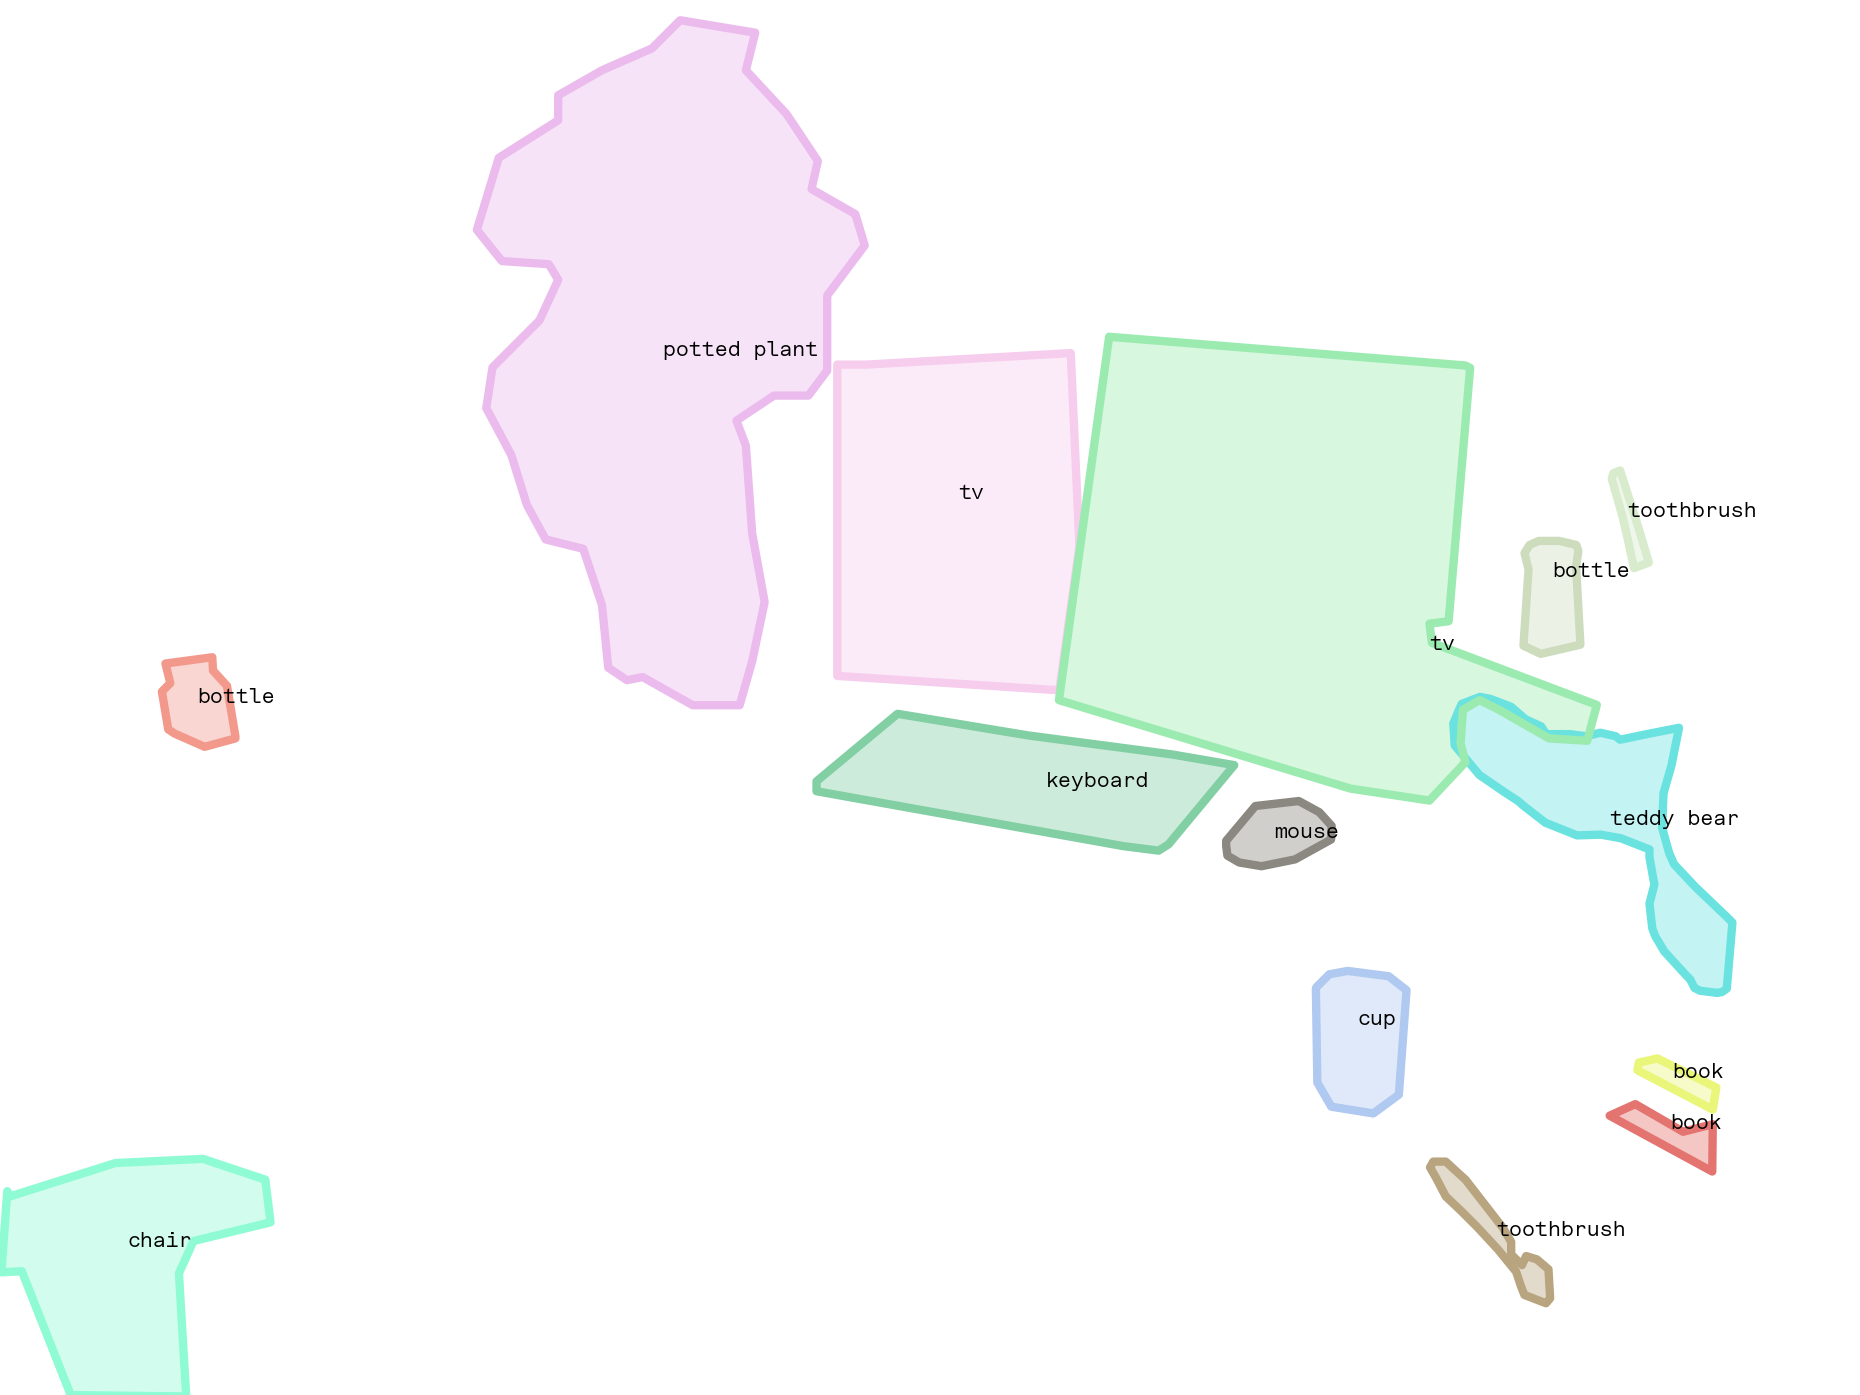 potted plant
tv
toothbrush
bottle
tv
bottle
keyboard
teddy bear
mouse
cup
book
book
toothbrush
chair